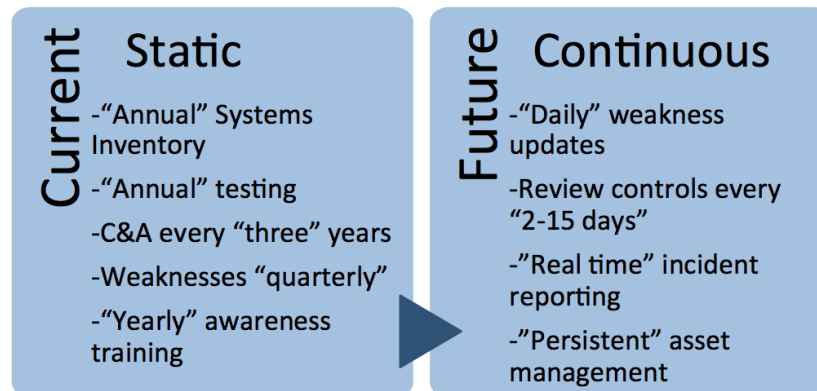 Current
Static
-“Annual” Systems
Inventory
-“Annual” testing
-C&A every “three” years
-Weaknesses “quarterly”
-“Yearly” awareness
training
Future
Continuous
-”Daily” weakness
updates
-Review controls every
“2-15 days”
-”Real time” incident
reporting
-”Persistent” asset
management